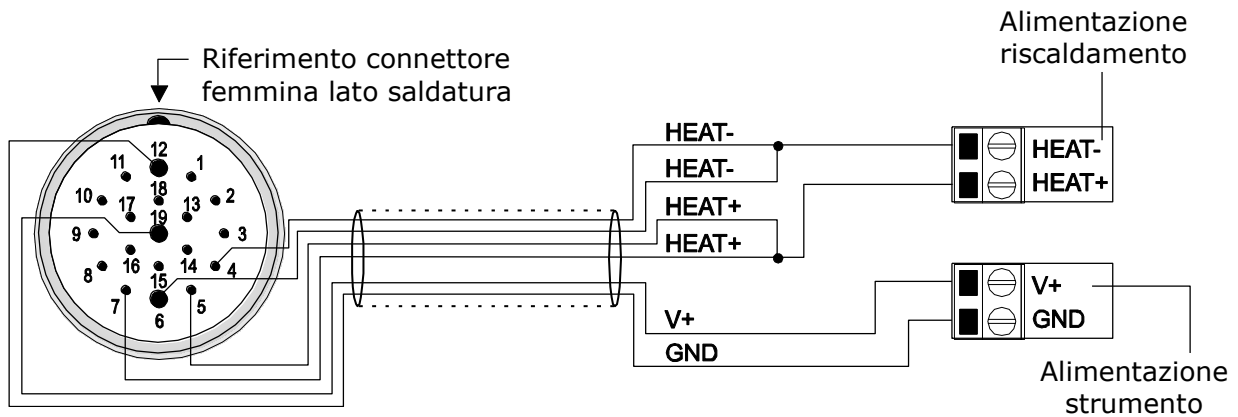 Alimentazione
riscaldamento
Riferimento connettore
femmina lato saldatura
HEAT-
HEAT-
HEAT+
HEAT+
V+
GND
HEAT-
HEAT+
V+
GND
Alimentazione
strumento
12
11
1
10
18
2
17
13
19
9
3
16
14
8
15
4
7
5
6